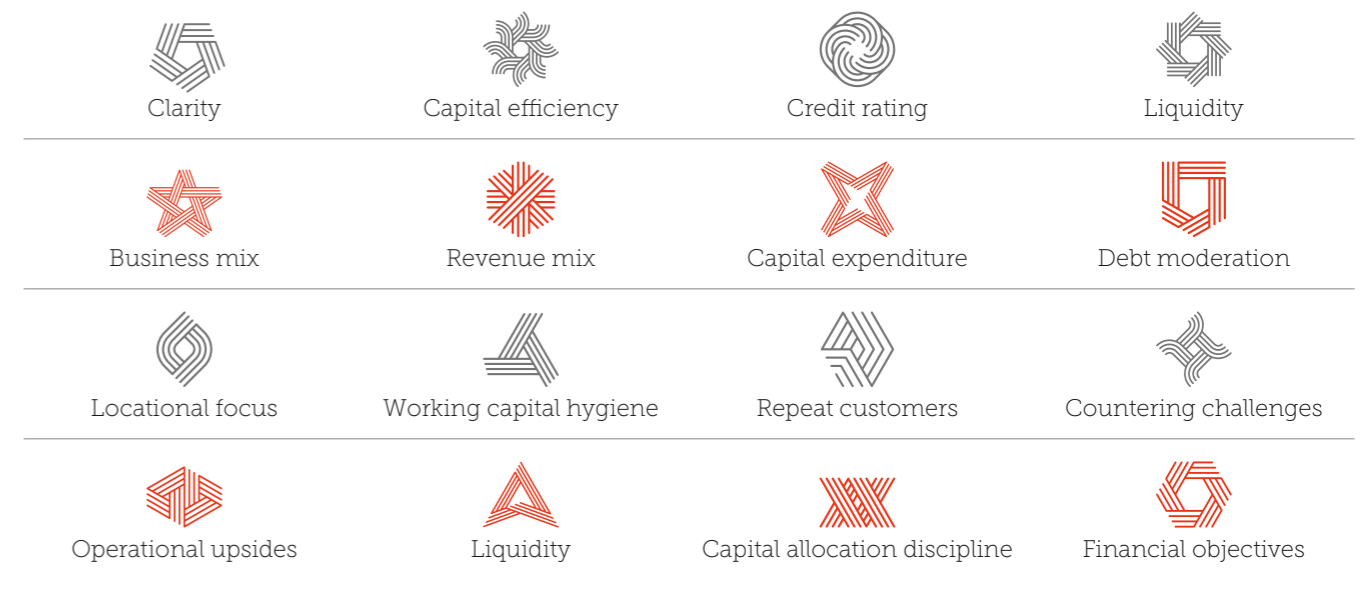 Clarity
Capital efficiency
Credit rating
Liquidity
Business mix
Revenue mix
Capital expenditure
Debt moderation
Locational focus
Working capital hygiene
Repeat customers
Countering challenges
Operational upsides
Liquidity
Capital allocation discipline
Financial objectives